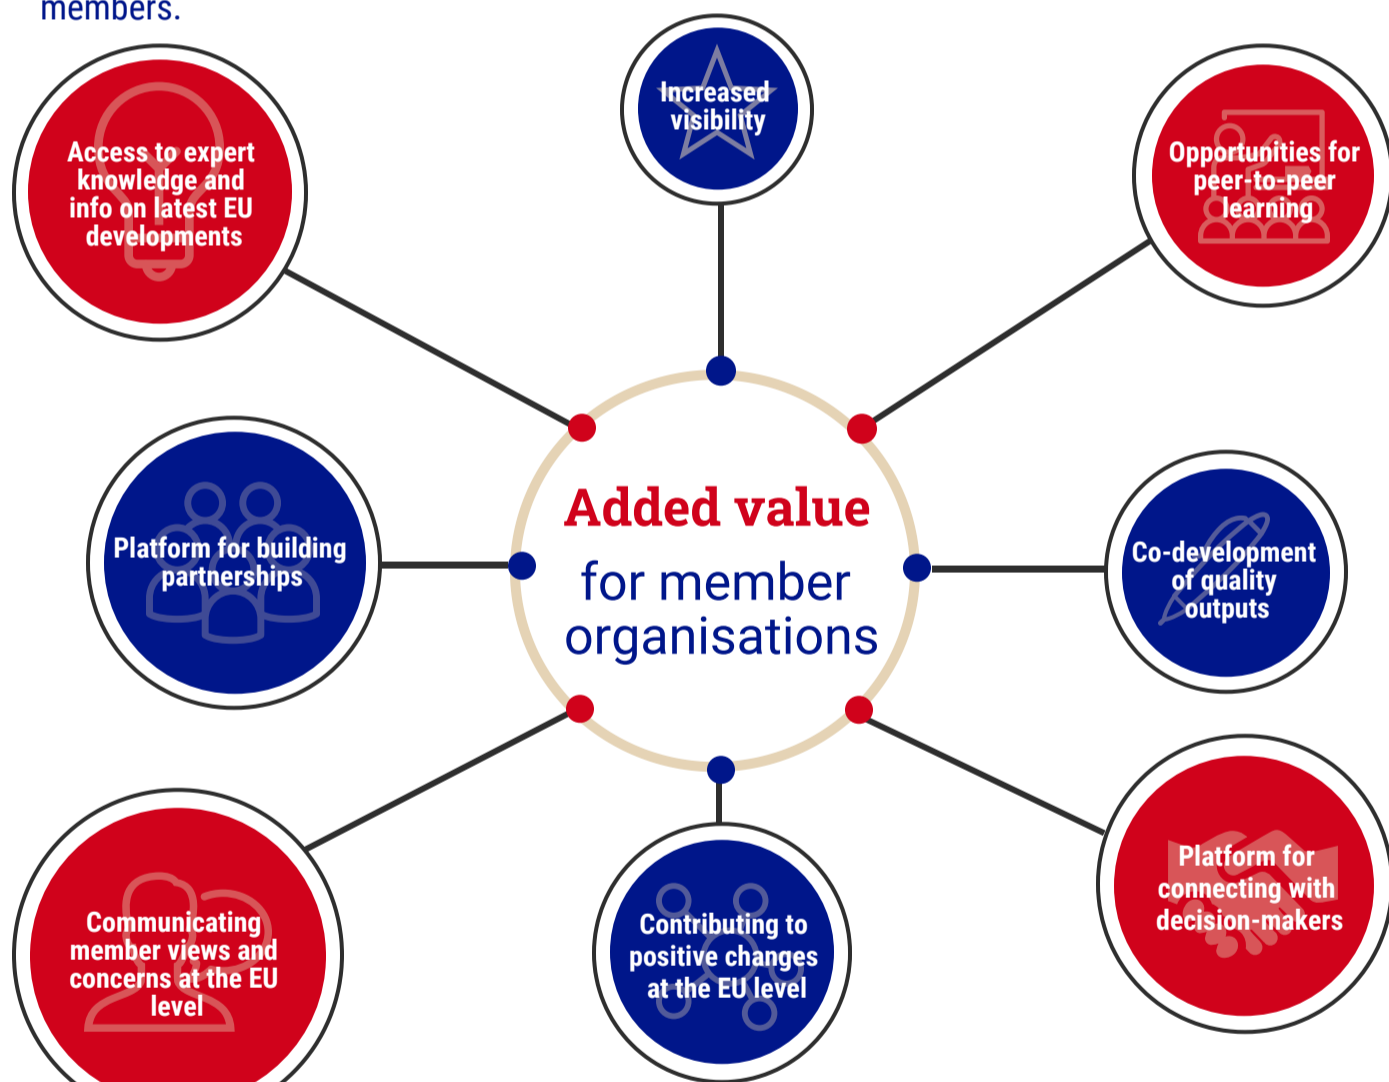 members.
Increased
visibility
Access to expert
knowledge and
info on latest EU
developments
Opportunities for
peer-to-peer
learning
Added value
for member
organisations
Platform for building
partnerships
Co-development
of quality
outputs
Communicating
member views and
concerns at the EU
level
Contributing to
positive changes
at the EU level
Platform for
connecting with
decision-makers